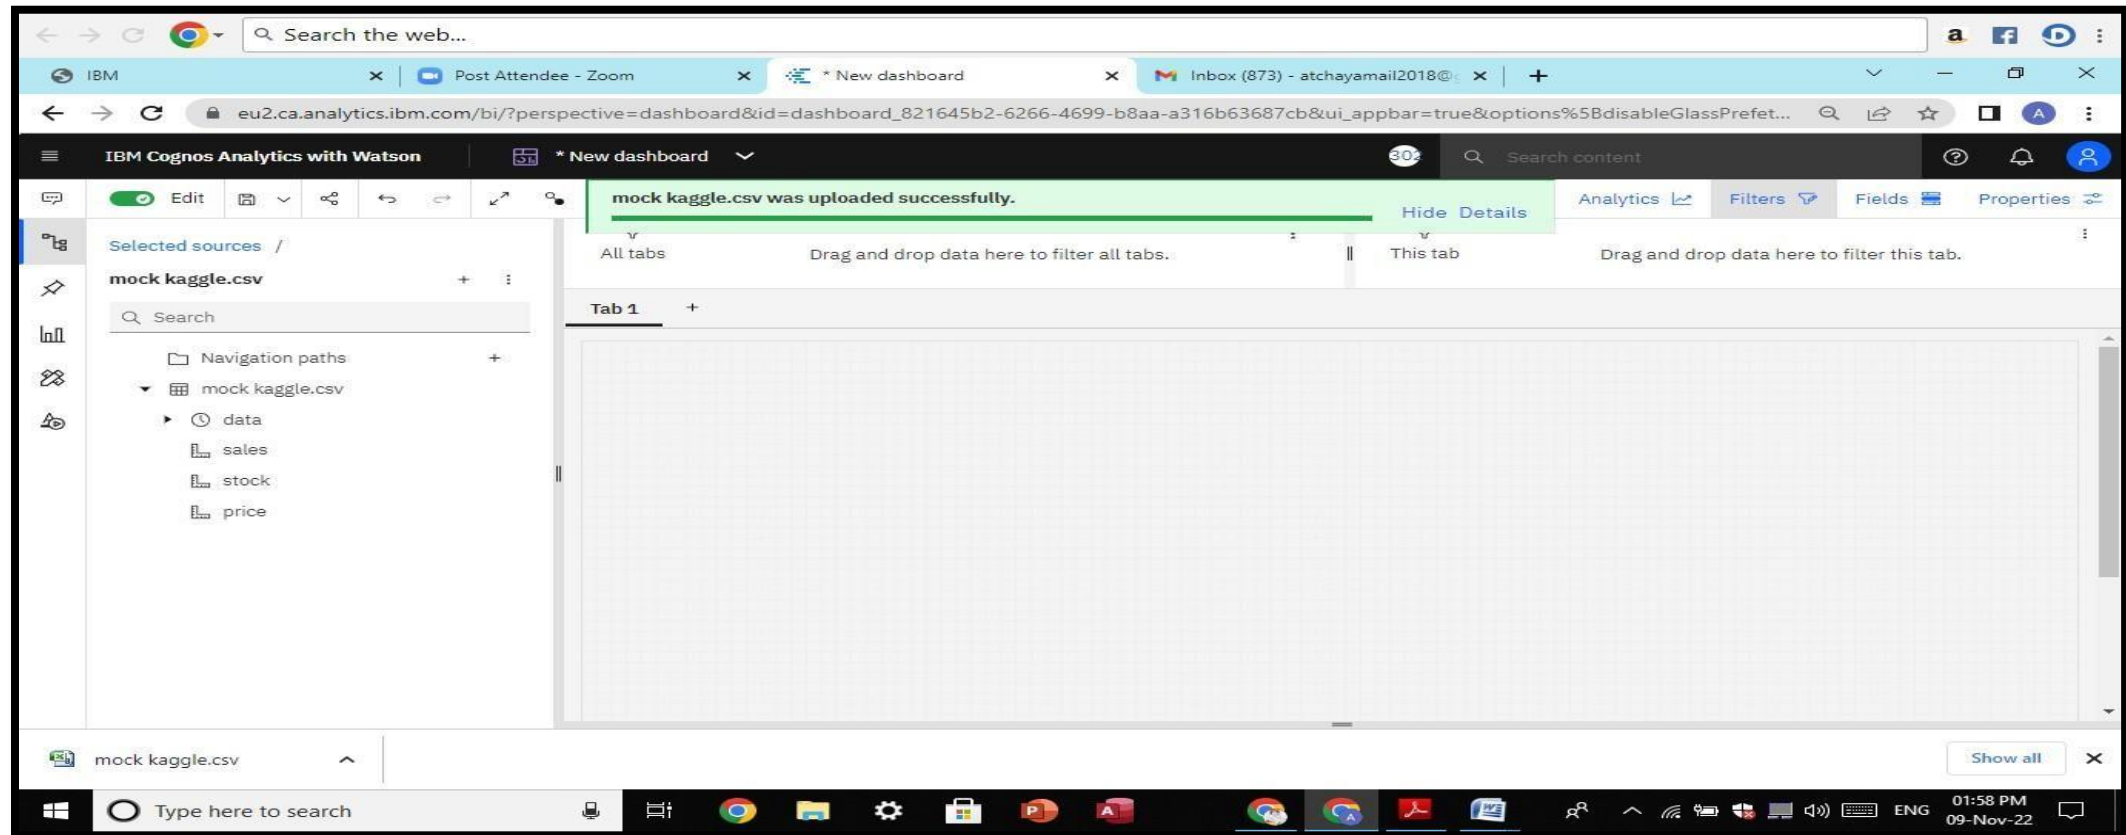 Search the web...
IBM
Post Attendee - Zoom
* New dashboard
Inbox (873) - atchayamail2018@
eu2.ca.analytics.ibm.com/bi/?perspective=dashboard&id=dashboard_821645b2-6266-4699-b8aa-a316b63687cb&ui_appbar=true&options%5BdisableGlassPrefet...
A
IBM Cognos Analytics with Watson
* New dashboard
302
Search content
Edit
mock kaggle.csv was uploaded successfully.
Hide Details
Analytics
Filters
Fields
Properties
Selected sources /
All tabs
Drag and drop data here to filter all tabs.
This tab
Drag and drop data here to filter this tab.
mock kaggle.csv
Search
Tab 1
Navigation paths
mock kaggle.csv
data
sales
stock
price
mock kaggle.csv
Show all
Type here to search
ENG
01:58 PM
09-Nov-22